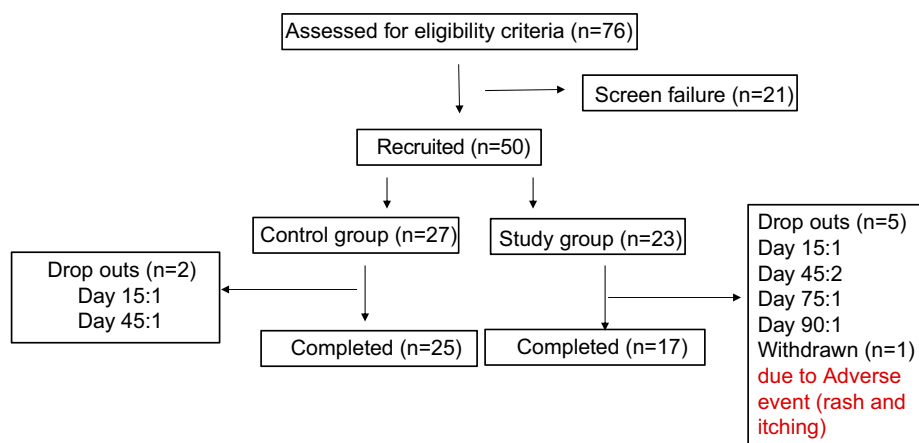 Assessed for eligibility criteria (n=76)
Screen failure (n=21)
Recruited (n=50)
Control group (n=27)
Study group (n=23)
Drop outs (n=2)
Day 15:1
Day 45:1
Drop outs (n=5)
Day 15:1
Day 45:2
Day 75:1
Day 90:1
Withdrawn (n=1)
due to Adverse
event (rash and
itching)
Completed (n=25)
Completed (n=17)